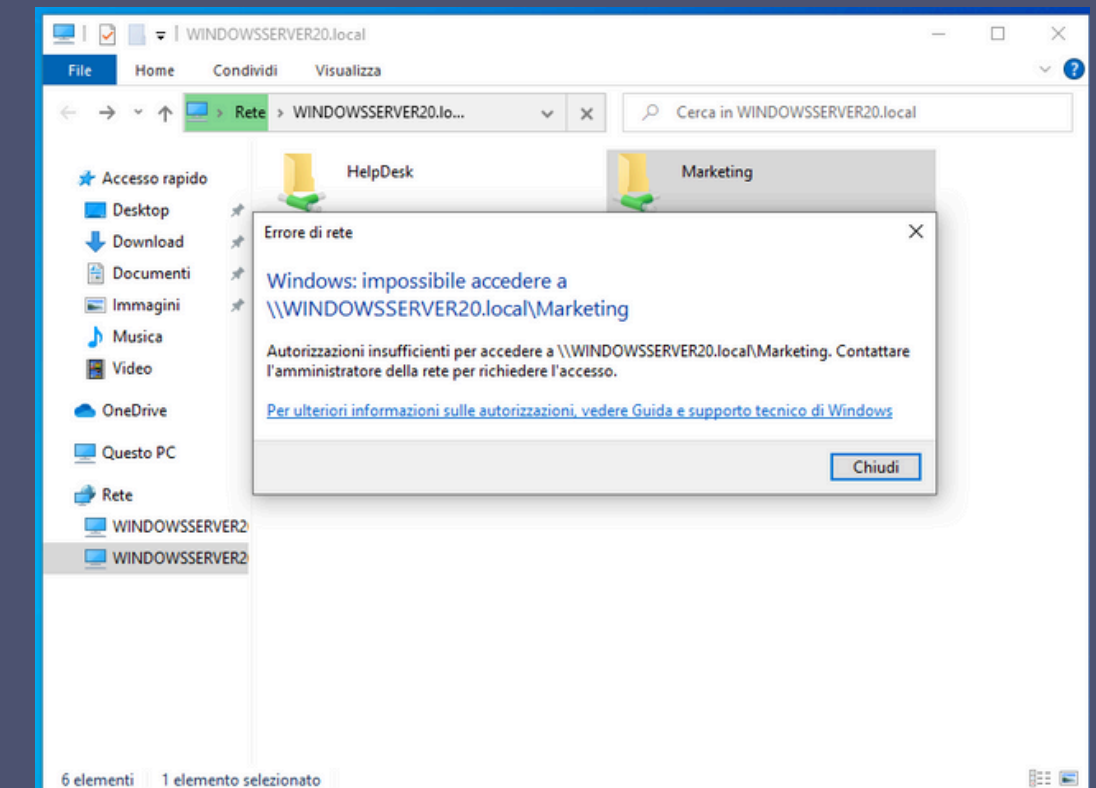 WINDOWSSERVER20.local
File Home Condividi Visualizza
Rete WINDOWSSERVER20.lo... Cerca in WINDOWSSERVER20.local
Accesso rapido
Desktop
Download
Documenti
Immagini
Musica
Video
OneDrive
Questo PC
Rete
WINDOWSSERVER2
WINDOWSSERVER2
HelpDesk Marketing
Errore di rete
Windows: impossibile accedere a
\\WINDOWSSERVER20.local\Marketing
Autorizzazioni insufficienti per accedere a \\WINDOWSSERVER20.local\Marketing. Contattare
l'amministratore della rete per richiedere l'accesso.
Per ulteriori informazioni sulle autorizzazioni, vedere Guida e supporto tecnico di Windows
Chiudi
6 elementi 1 elemento selezionato